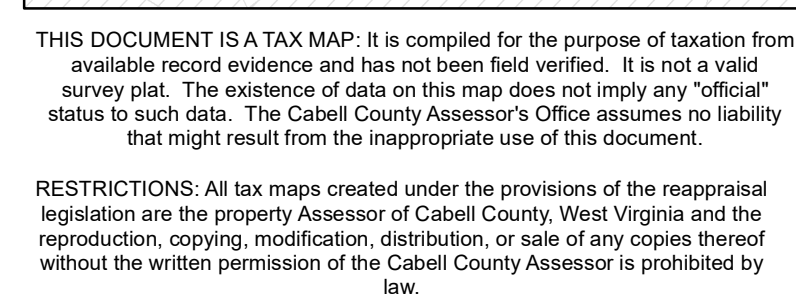 THIS DOCUMENT IS A TAX MAP: It is compiled for the purpose of taxation from
available record evidence and has not been field verified.  It is not a valid
survey plat.  The existence of data on this map does not imply any "official"
status to such data.  The Cabell County Assessor's Office assumes no liability
that might result from the inappropriate use of this document.
RESTRICTIONS: All tax maps created under the provisions of the reappraisal
legislation are the property Assessor of Cabell County, West Virginia and the
reproduction, copying, modification, distribution, or sale of any copies thereof
without the written permission of the Cabell County Assessor is prohibited by
law.